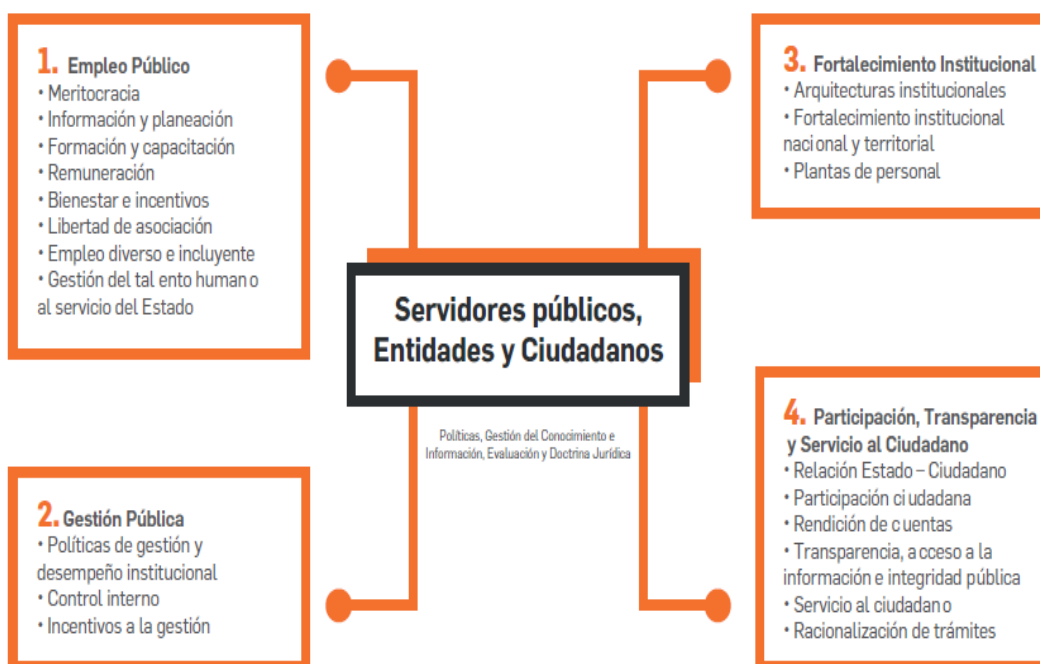 1. Empleo Público
• Meritocracia
• Información y planeación
• Formación y capacitación
• Remuneración
• Bienestar e incentivos
• Libertad de asociación
• Empleo diverso e incluyente
• Gestión del tal ento human o
al servicio del Estado
2. Gestión Pública
• Políticas de gestión y
desempeño institucional
• Control interno
• Incentivos a la gestión
Servidores públicos,
Entidades y Ciudadanos
Políticas, Gestión del Conocimiento e
Información, Evaluación y Doctrina Jurídica
3. Fortalecimiento Institucional
• Arquitecturas institucionales
• Fortalecimiento institucional
naci onal y territorial
• Plantas de personal
4. Participación, Transparencia
y Servicio al Ciudadano
• Relación Estado – Ciudadano
• Participación ci udadana
• Rendición de c uentas
• Transparencia, a cceso a la
información e integridad pública
• Servicio al ciudadan o
• Racionalización de trámites